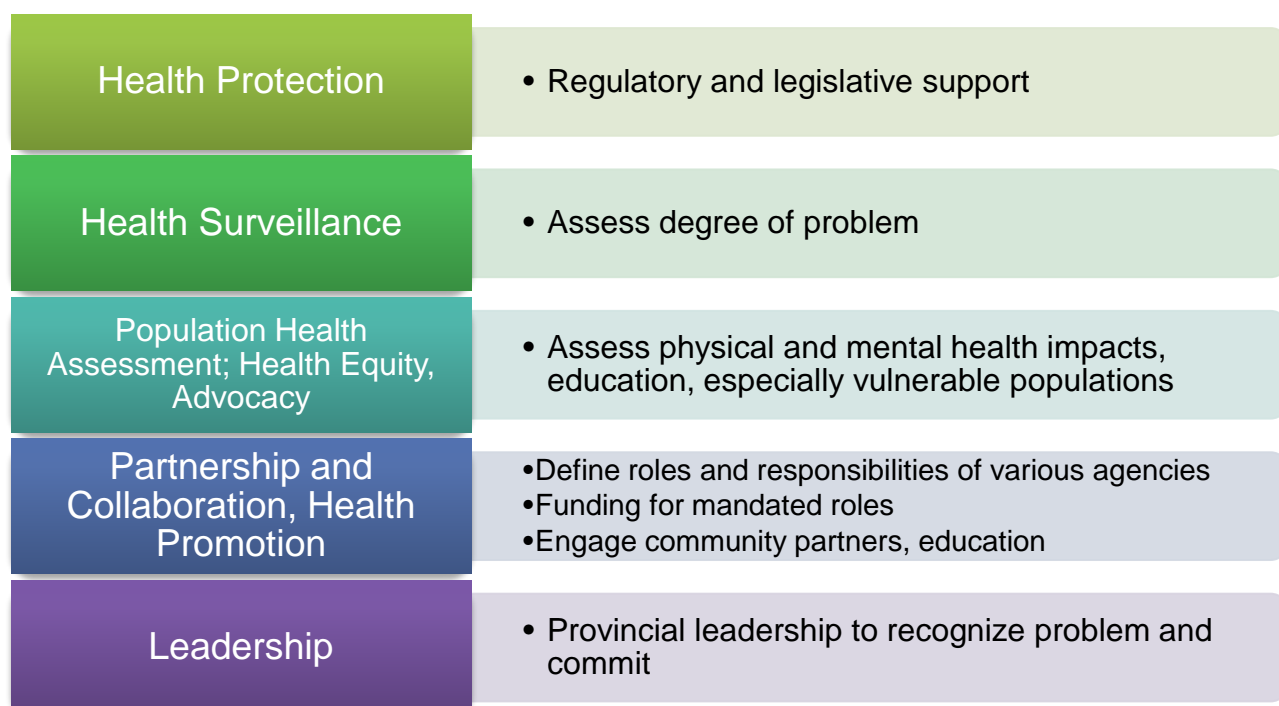 Health Protection
• Regulatory and legislative support
Health Surveillance
• Assess degree of problem
Population Health
Assessment; Health Equity,
Advocacy
• Assess physical and mental health impacts,
education, especially vulnerable populations
Partnership and
Collaboration, Health
Promotion
•Define roles and responsibilities of various agencies
•Funding for mandated roles
•Engage community partners, education
Leadership
• Provincial leadership to recognize problem and
commit